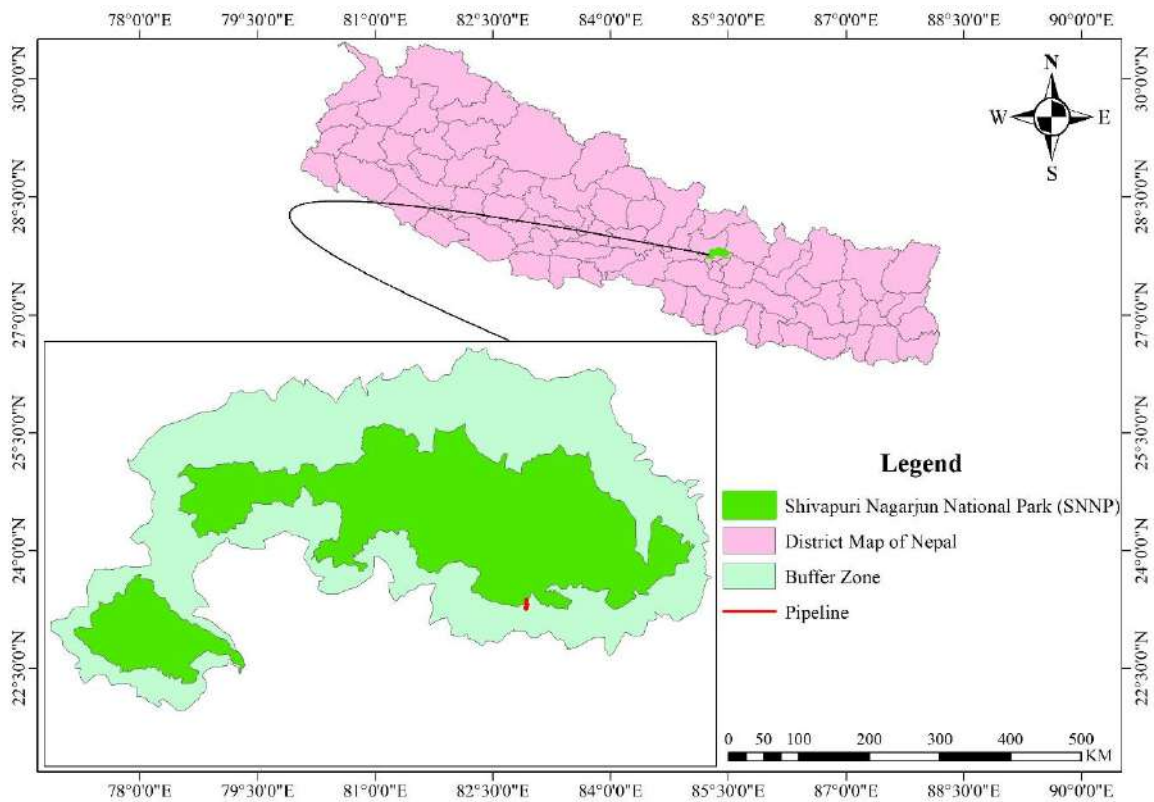 78°0'0"E 79°30'0"E 81°0'0"E 82°30'0"E 84°0'0"E 85°30'0"E 87°0'0"E 88°30'0"E 90°0'0"E
N
W E
S
30°0'0"N 30°0'0"N
28°30'0"N 28°30'0"N
27°0'0"N 27°0'0"N
25°30'0"N 25°30'0"N
24°0'0"N 24°0'0"N
22°30'0"N 22°30'0"N
Legend
Shivapuri Nagarjun National Park (SNNP)
District Map of Nepal
Buffer Zone
Pipeline
0 50 100 200 300 400 500
KM
78°0'0"E 79°30'0"E 81°0'0"E 82°30'0"E 84°0'0"E 85°30'0"E 87°0'0"E 88°30'0"E 90°0'0"E